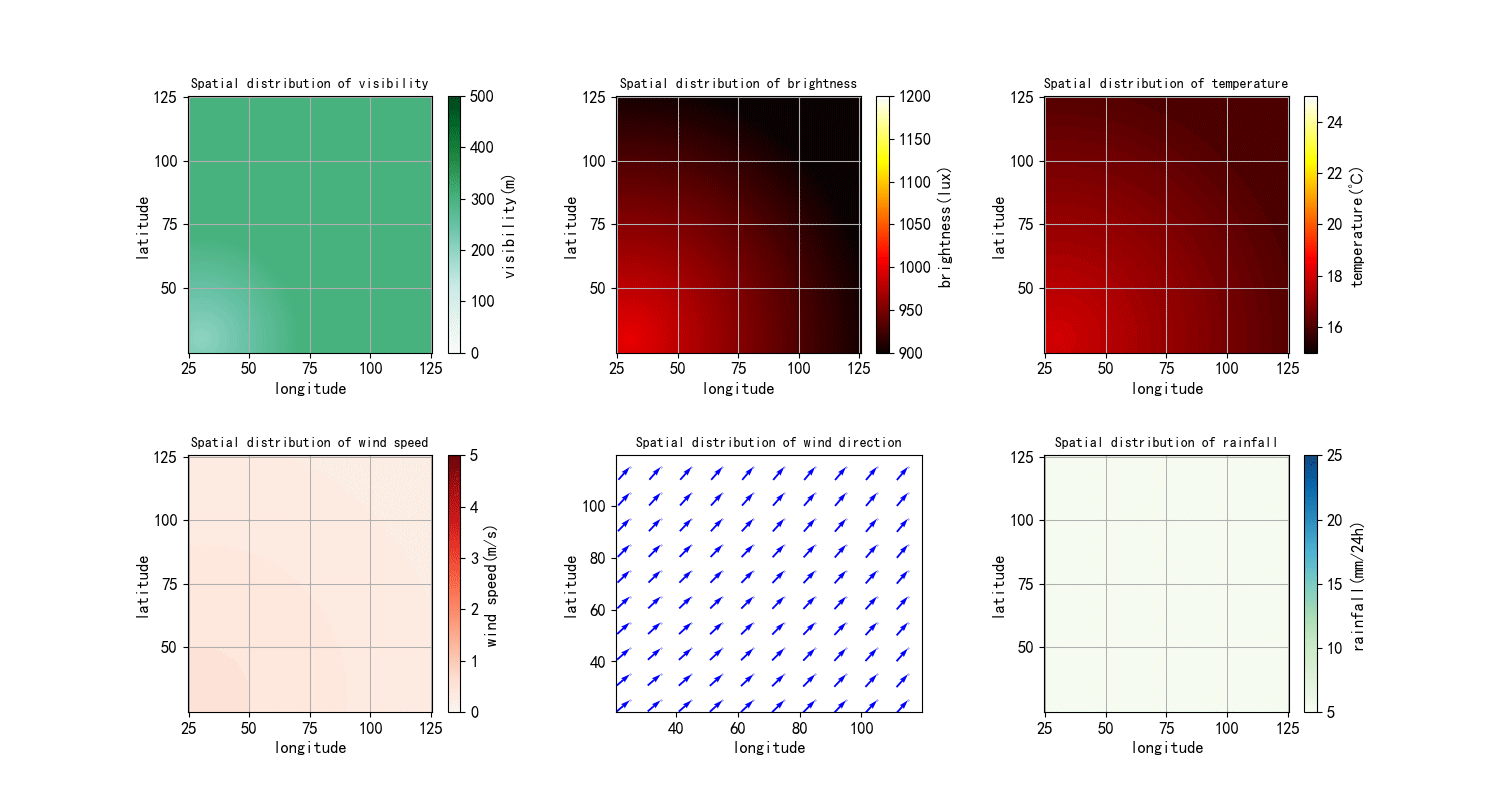 Spatial distribution of visibility
125
100
75
50
latitude
25 50 75 100 125
longitude
500
400
300
200
100
0
visibility(m)
Spatial distribution of brightness
125
100
75
50
latitude
25 50 75 100 125
longitude
1200
1150
1100
1050
1000
950
900
brightness(lux)
Spatial distribution of temperature
125
100
75
50
latitude
25 50 75 100 125
longitude
24
22
20
18
16
temperature(℃)
Spatial distribution of wind speed
125
100
75
50
latitude
25 50 75 100 125
longitude
5
4
3
2
1
0
wind speed(m/s)
Spatial distribution of wind direction
100
80
60
40
latitude
40 60 80 100
longitude
Spatial distribution of rainfall
125
100
75
50
latitude
25 50 75 100 125
longitude
25
20
15
10
5
rainfall(mm/24h)